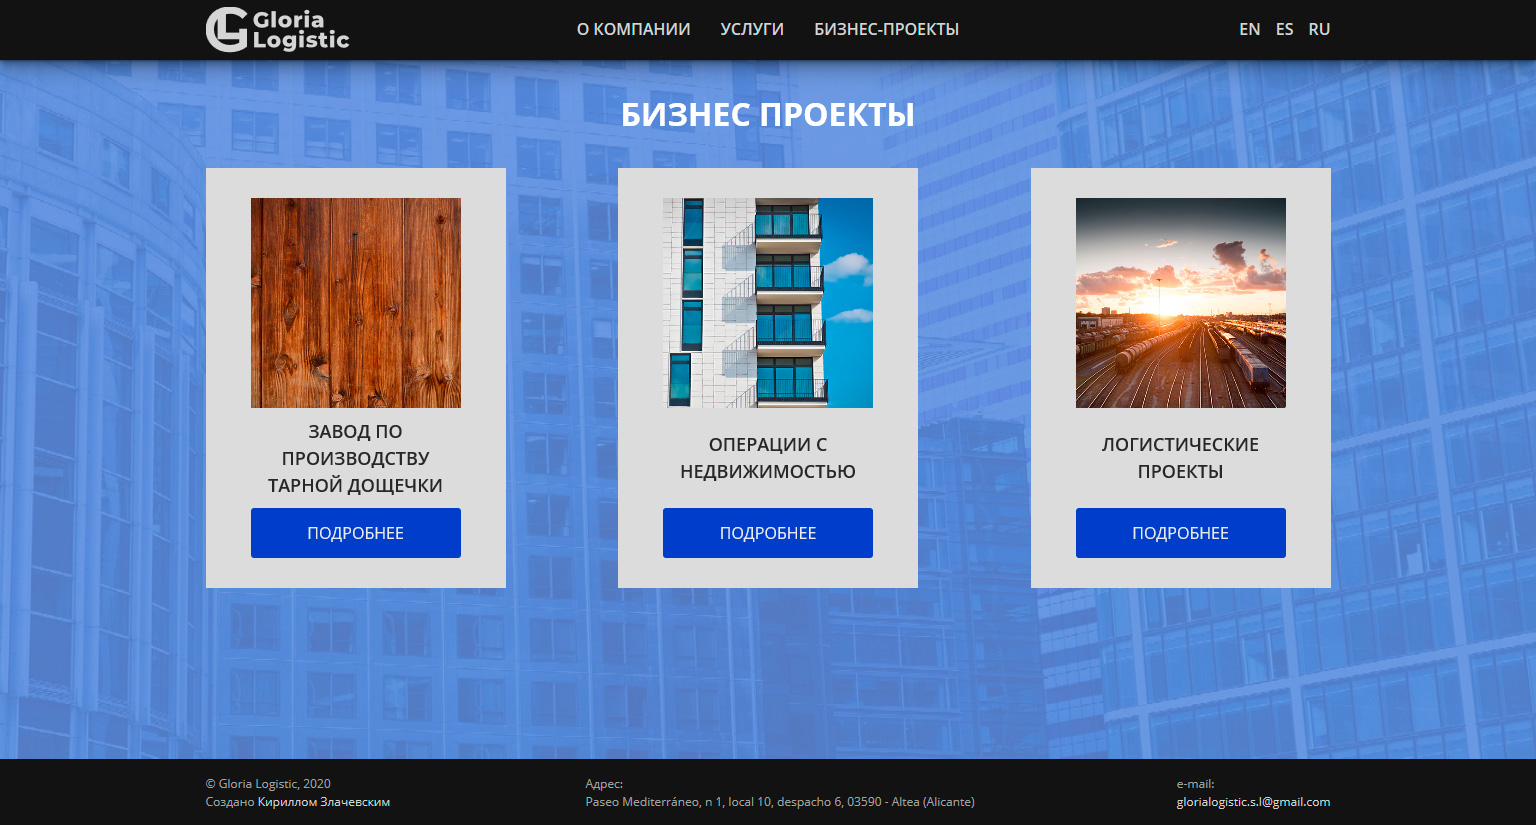 Gloria
Logistic
О КОМПАНИИ УСЛУГИ БИЗНЕС-ПРОЕКТЫ
EN ES RU
БИЗНЕС ПРОЕКТЫ
ЗАВОД ПО
ПРОИЗВОДСТВУ
ТАРНОЙ ДОЩЕЧКИ
ПОДРОБНЕЕ
ОПЕРАЦИИ С
НЕДВИЖИМОСТЬЮ
ПОДРОБНЕЕ
ЛОГИСТИЧЕСКИЕ
ПРОЕКТЫ
ПОДРОБНЕЕ
© Gloria Logistic, 2020
Создано Кириллом Злачевским
Адрес:
Paseo Mediterráneo, n 1, local 10, despacho 6, 03590 - Altea (Alicante)
e-mail:
glorialogistic.s.l@gmail.com